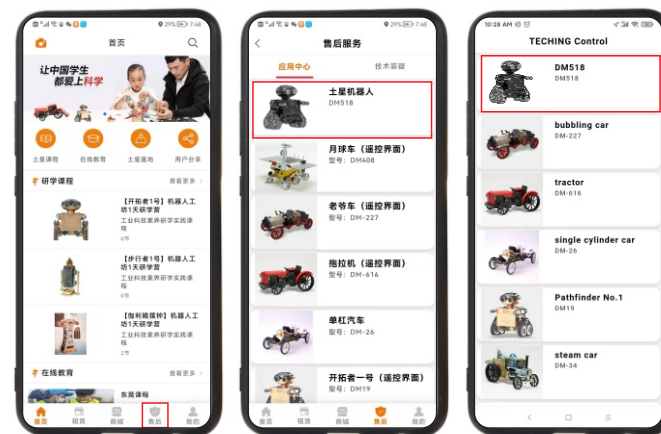 7:48
首页
让中国学生
都爱上科学
土星课程
在线教育
土星基地
用户分享
研学课程
查看更多
【开拓者1号】机器人工
坊1天研学营
工业科技素养研学实践课
程
【步行者1号】机器人工
坊1天研学营
工业科技素养研学实践课
程
【伽利略摆钟】机器人工
坊1天研学营
工业科技素养研学实践课
程
在线教育
查看更多
东莞课程
首页
租赁
商城
售后
我的
7:48
售后服务
应用中心
技术答疑
土星机器人
DM518
月球车（遥控界面）
型号：DM408
老爷车（遥控界面）
型号：DM-227
拖拉机（遥控界面）
型号：DM-616
单杠汽车
型号：DM-26
开拓者一号（遥控界面）
型号：DM19
首页
租赁
商城
售后
我的
10:28 AM
TECHING Control
DM518
DM518
bubbling car
DM-227
tractor
DM-616
single cylinder car
DM-26
Pathfinder No.1
DM19
steam car
DM-34